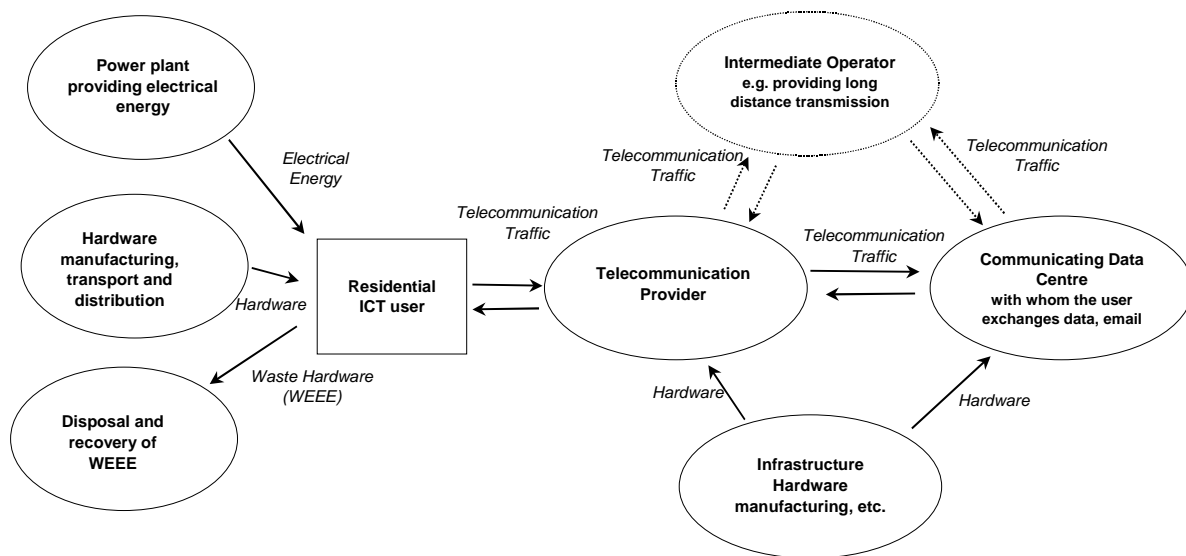 Power plant
providing electrical
energy
Intermediate Operator
e.g. providing long
distance transmission
Electrical
Energy
Telecommunication
Traffic
Telecommunication
Traffic
Hardware
manufacturing,
transport and
distribution
Hardware
Residential
ICT user
Telecommunication
Traffic
Telecommunication
Provider
Telecommunication
Traffic
Communicating Data
Centre
with whom the user
exchanges data, email
Waste Hardware
(WEEE)
Disposal and
recovery of
WEEE
Hardware
Hardware
Infrastructure
Hardware
manufacturing, etc.